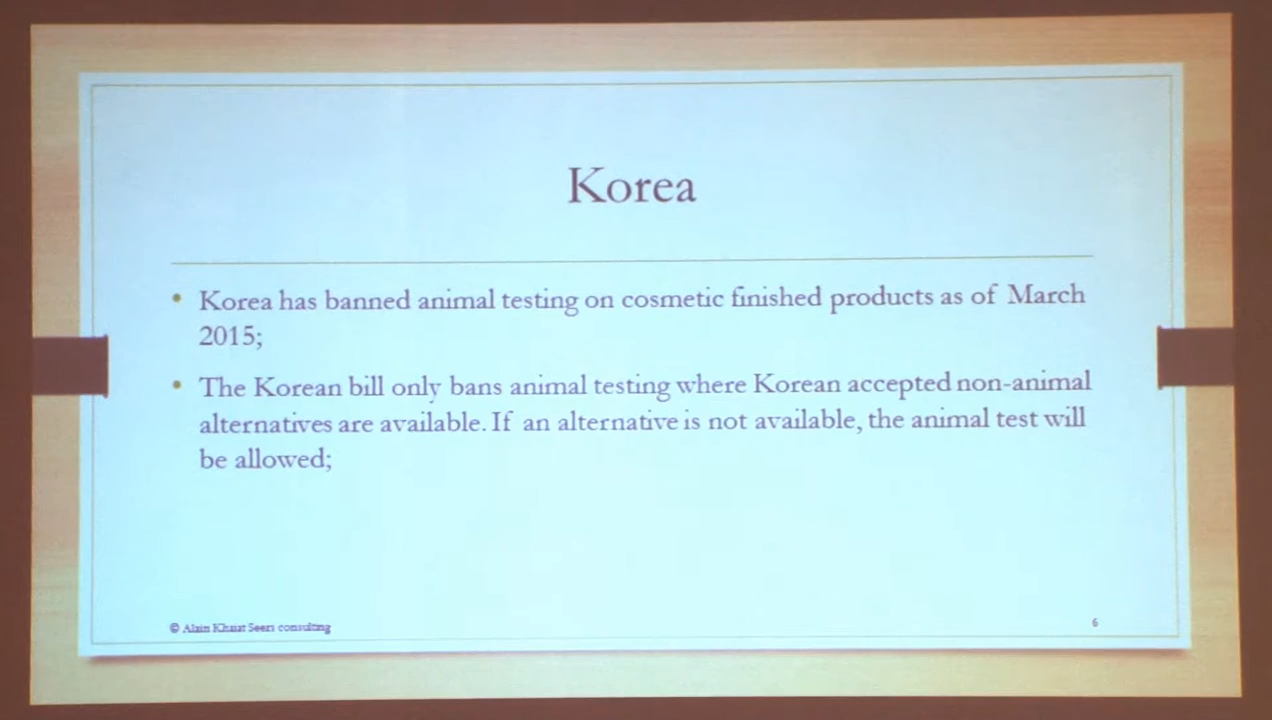 Korea
• Korea has banned animal testing on cosmetic finished products as of March
2015;
• The Korean bill only bans animal testing where Korean accepted non-animal
alternatives are available. If an alternative is not available, the animal test will
be allowed;
© Alain Khaiat Seers consulting
6